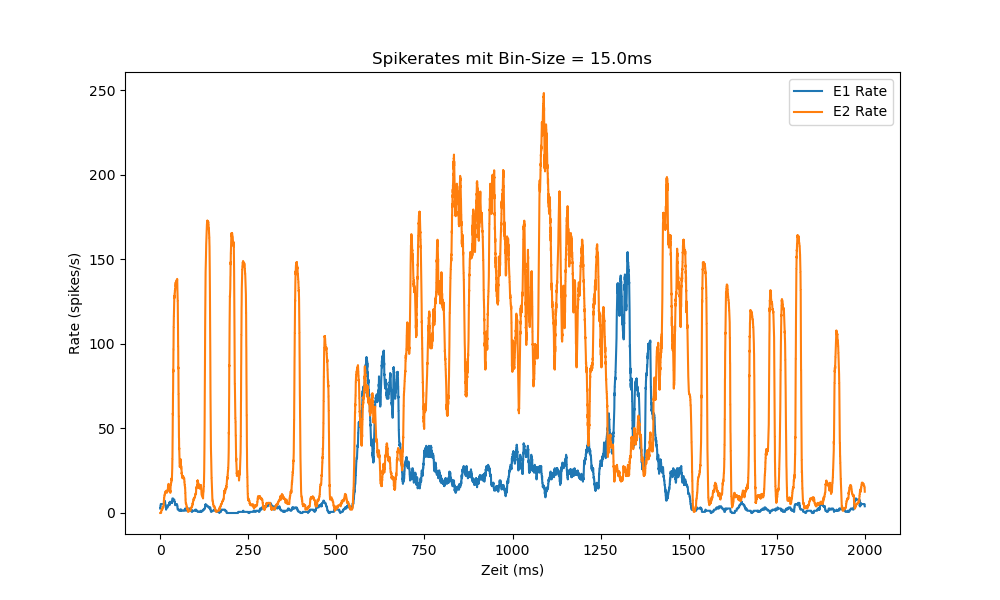 Spikerates mit Bin-Size = 15.0ms
E1 Rate
E2 Rate
250
200
150
100
50
0
Rate (spikes/s)
0 250 500 750 1000 1250 1500 1750 2000
Zeit (ms)